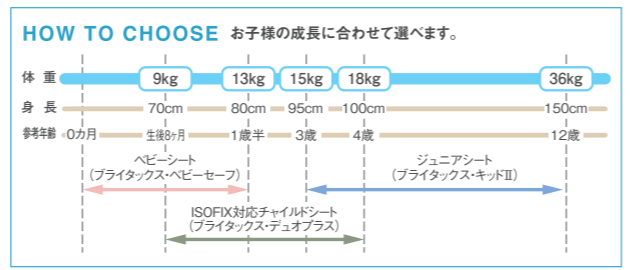 HOW TO CHOOSE お子様の成長に合わせて選べます。
体重 9kg 13kg 15kg 18kg 36kg
身長 70cm 80cm 95cm 100cm 150cm
参考年齢 0カ月 生後8ヶ月 1歳半 3歳 4歳 12歳
ベビーシート
(ブライタックス・ベビーセーフ)
ジュニアシート
(ブライタックス・キッドⅡ)
ISOFIX対応チャイルドシート
(ブライタックス・デュオプラス)